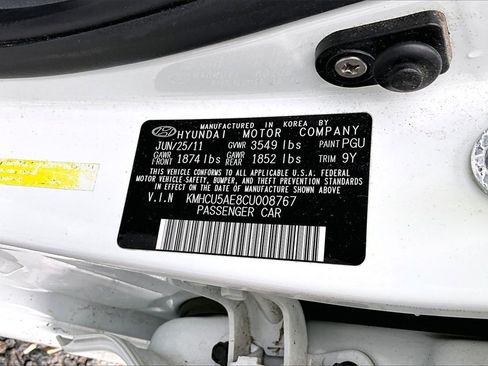 MANUFACTURED IN KOREA BY
HYUNDAI MOTOR COMPANY
JUN/25/11 GVWR 3549 lbs PAINT PGU
GAWR FRONT 1874 lbs GAWR REAR 1852 lbs TRIM 9Y
THIS VEHICLE CONFORMS TO ALL APPLICABLE U.S.A. FEDERAL
MOTOR VEHICLE SAFETY, BUMPER, AND THEFT PREVENTION
STANDARDS IN EFFECT ON THE DATE OF MANUFACTURE SHOWN ABOVE
V.I.N KMHCU5AE8CU008767
PASSENGER CAR